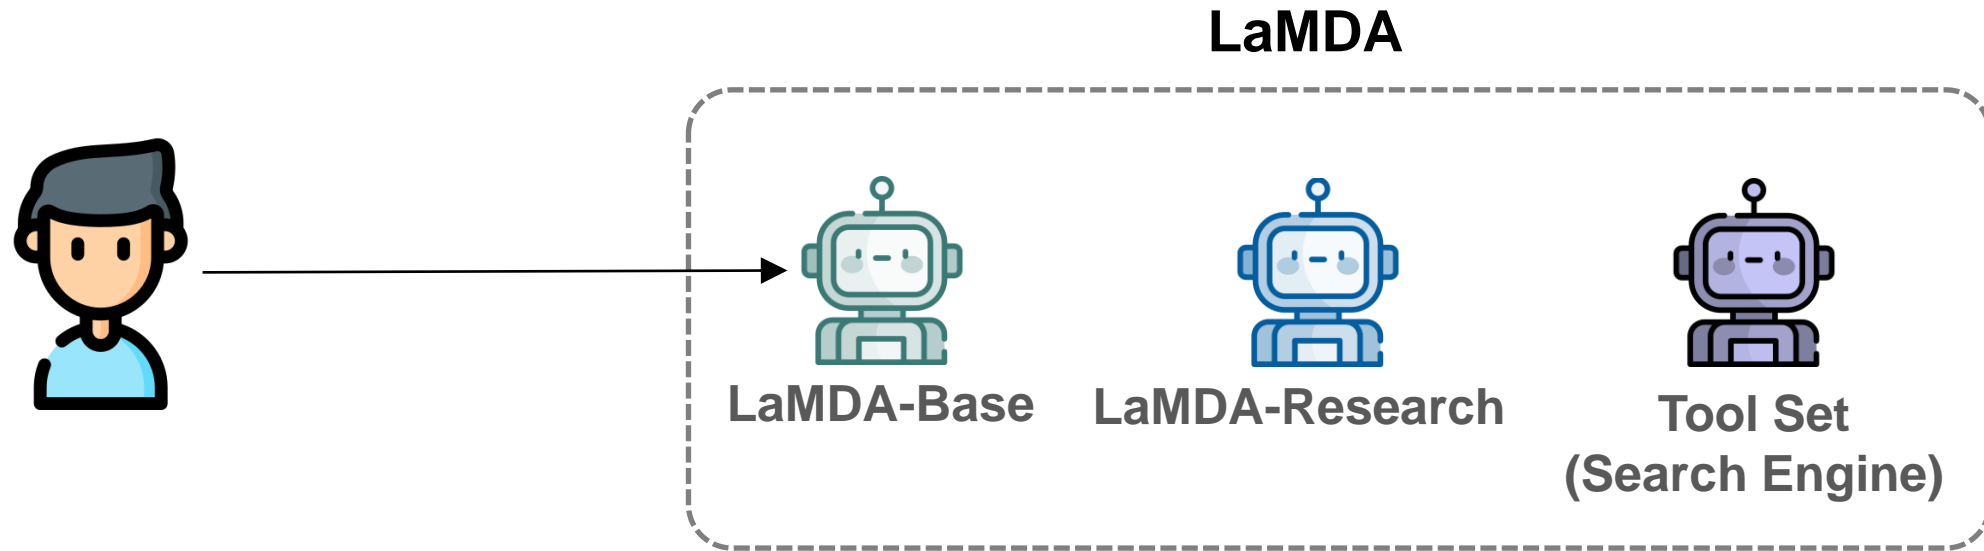 LaMDA
LaMDA-Base
LaMDA-Research
Tool Set
(Search Engine)